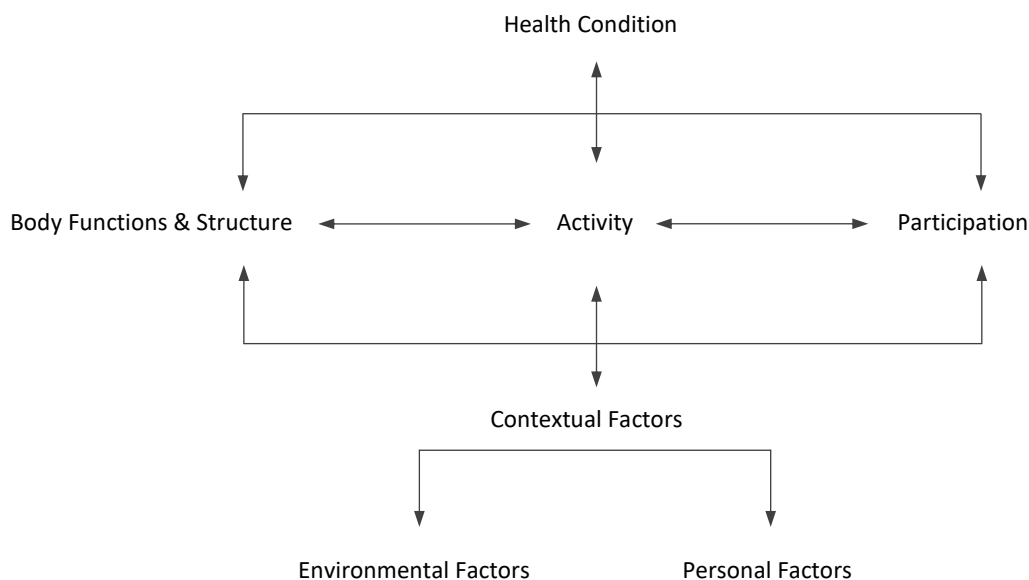 Health Condition
Body Functions & Structure
Activity
Participation
Contextual Factors
Environmental Factors
Personal Factors